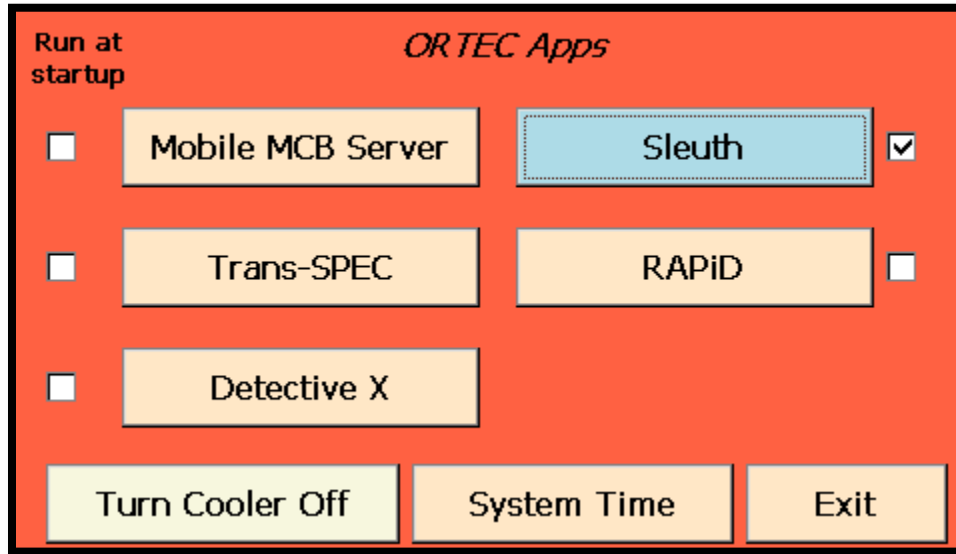 Run at
startup
ORTEC Apps
Mobile MCB Server
Sleuth
Trans-SPEC
RAPiD
Detective X
Turn Cooler Off
System Time
Exit